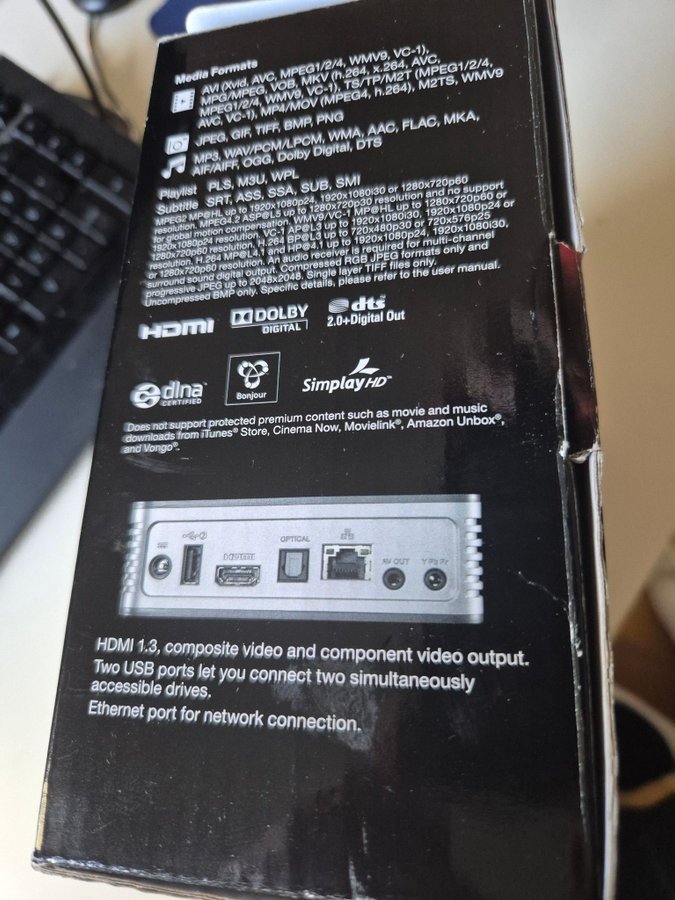 Media Formats
AVI (Xvid, AVC, MPEG1/2/4, WMV9, VC-1),
MPG/MPEG, VOB, MKV (h.264, x.264, AVC,
MPEG1/2/4, WMV9, VC-1), TS/TP/M2T (MPEG1/2/4,
AVC, VC-1), MP4/MOV (MPEG4, h.264), M2TS, WMV9
JPEG, GIF, TIFF, BMP, PNG
MP3, WAV/PCM/LPCM, WMA, AAC, FLAC, MKA,
AIF/AIFF, OGG, Dolby Digital, DTS
Playlist PLS, M3U, WPL
Subtitle SRT, ASS, SSA, SUB, SMI
MPEG2 MP@HL up to 1920x1080p24, 1920x1080i30 or 1280x720p60
resolution. MPEG4.2 ASP@L5 up to 1280x720p30 resolution and no support
for global motion compensation. WMV9/VC-1 MP@HL up to 1280x720p60 or
1920x1080p24 resolution. VC-1 AP@L3 up to 1920x1080i30, 1920x1080p24 or
1280x720p60 resolution. H.264 BP@L3 up to 720x480p30 or 720x576p25
resolution. H.264 MP@L4.1 and HP@4.1 up to 1920x1080p24, 1920x1080i30,
or 1280x720p60 resolution. An audio receiver is required for multi-channel
surround sound digital output. Compressed RGB JPEG formats only and
progressive JPEG up to 2048x2048. Single layer TIFF files only.
Uncompressed BMP only. Specific details, please refer to the user manual.
HDMI
DOLBY
DIGITAL
dts
2.0+Digital Out
dlna
CERTIFIED
Bonjour
Simplay HD™
Does not support protected premium content such as movie and music
downloads from iTunes® Store, Cinema Now, Movielink®, Amazon Unbox®,
and Vongo®.
OPTICAL
HDMI
AV OUT
Y Pb Pr
HDMI 1.3, composite video and component video output.
Two USB ports let you connect two simultaneously
accessible drives.
Ethernet port for network connection.